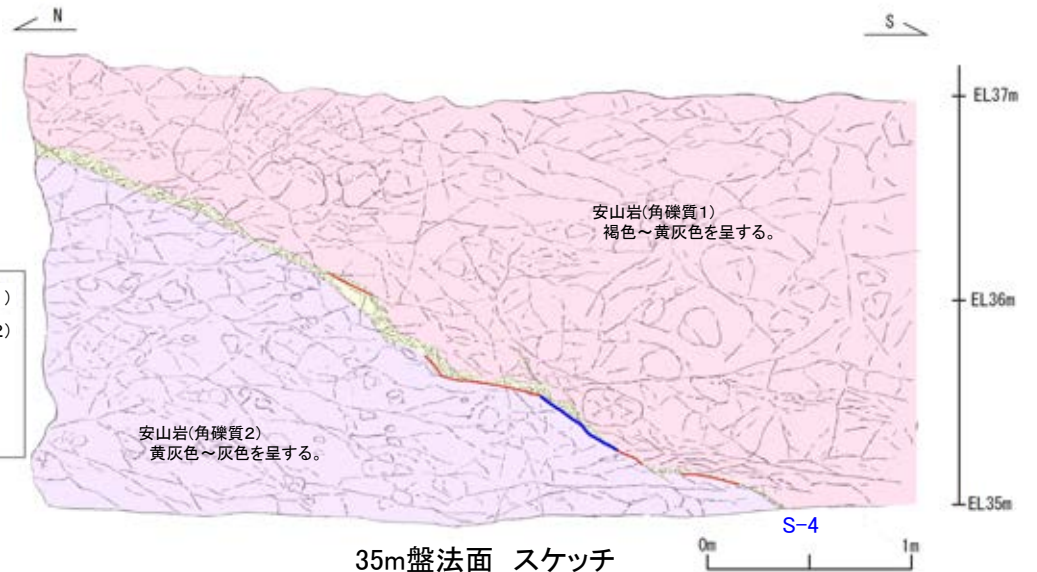 N
S
EL37m
安山岩(角礫質1)
褐色～黄灰色を呈する。
)
2)
EL36m
安山岩(角礫質2)
黄灰色～灰色を呈する。
EL35m
S-4
35m盤法面 スケッチ
0m
1m